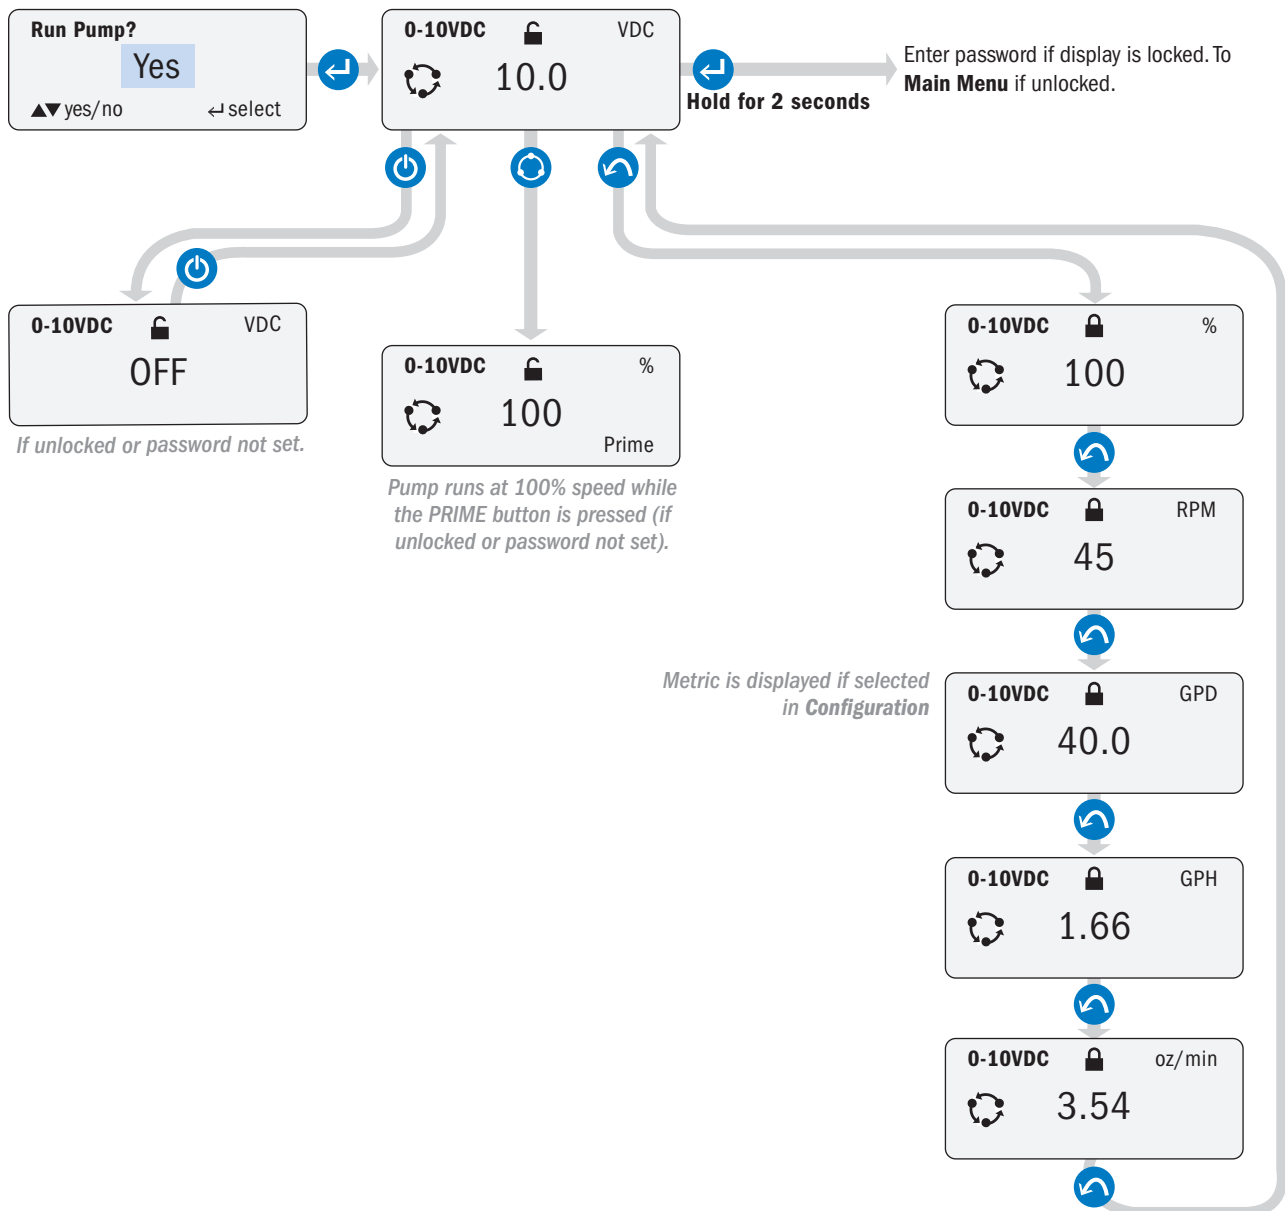 Run Pump?
Yes
▲▼ yes/no ↵ select
0-10VDC VDC
10.0
Hold for 2 seconds
Enter password if display is locked. To
Main Menu if unlocked.
0-10VDC VDC
OFF
If unlocked or password not set.
0-10VDC %
100
Prime
Pump runs at 100% speed while
the PRIME button is pressed (if
unlocked or password not set).
0-10VDC %
100
0-10VDC RPM
45
Metric is displayed if selected
in Configuration
0-10VDC GPD
40.0
0-10VDC GPH
1.66
0-10VDC oz/min
3.54